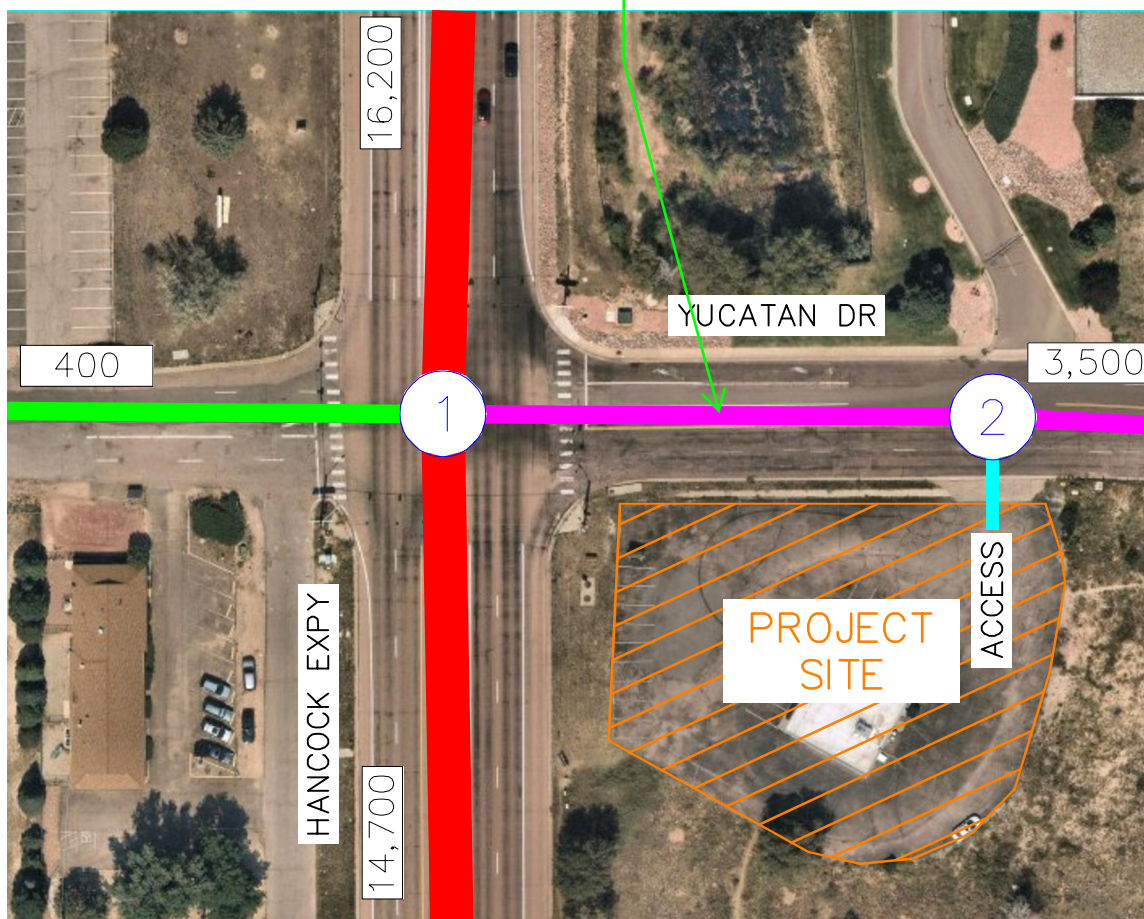 16,200
YUCATAN DR
400
3,500
1
2
ACCESS
PROJECT
SITE
HANCOCK EXPY
14,700